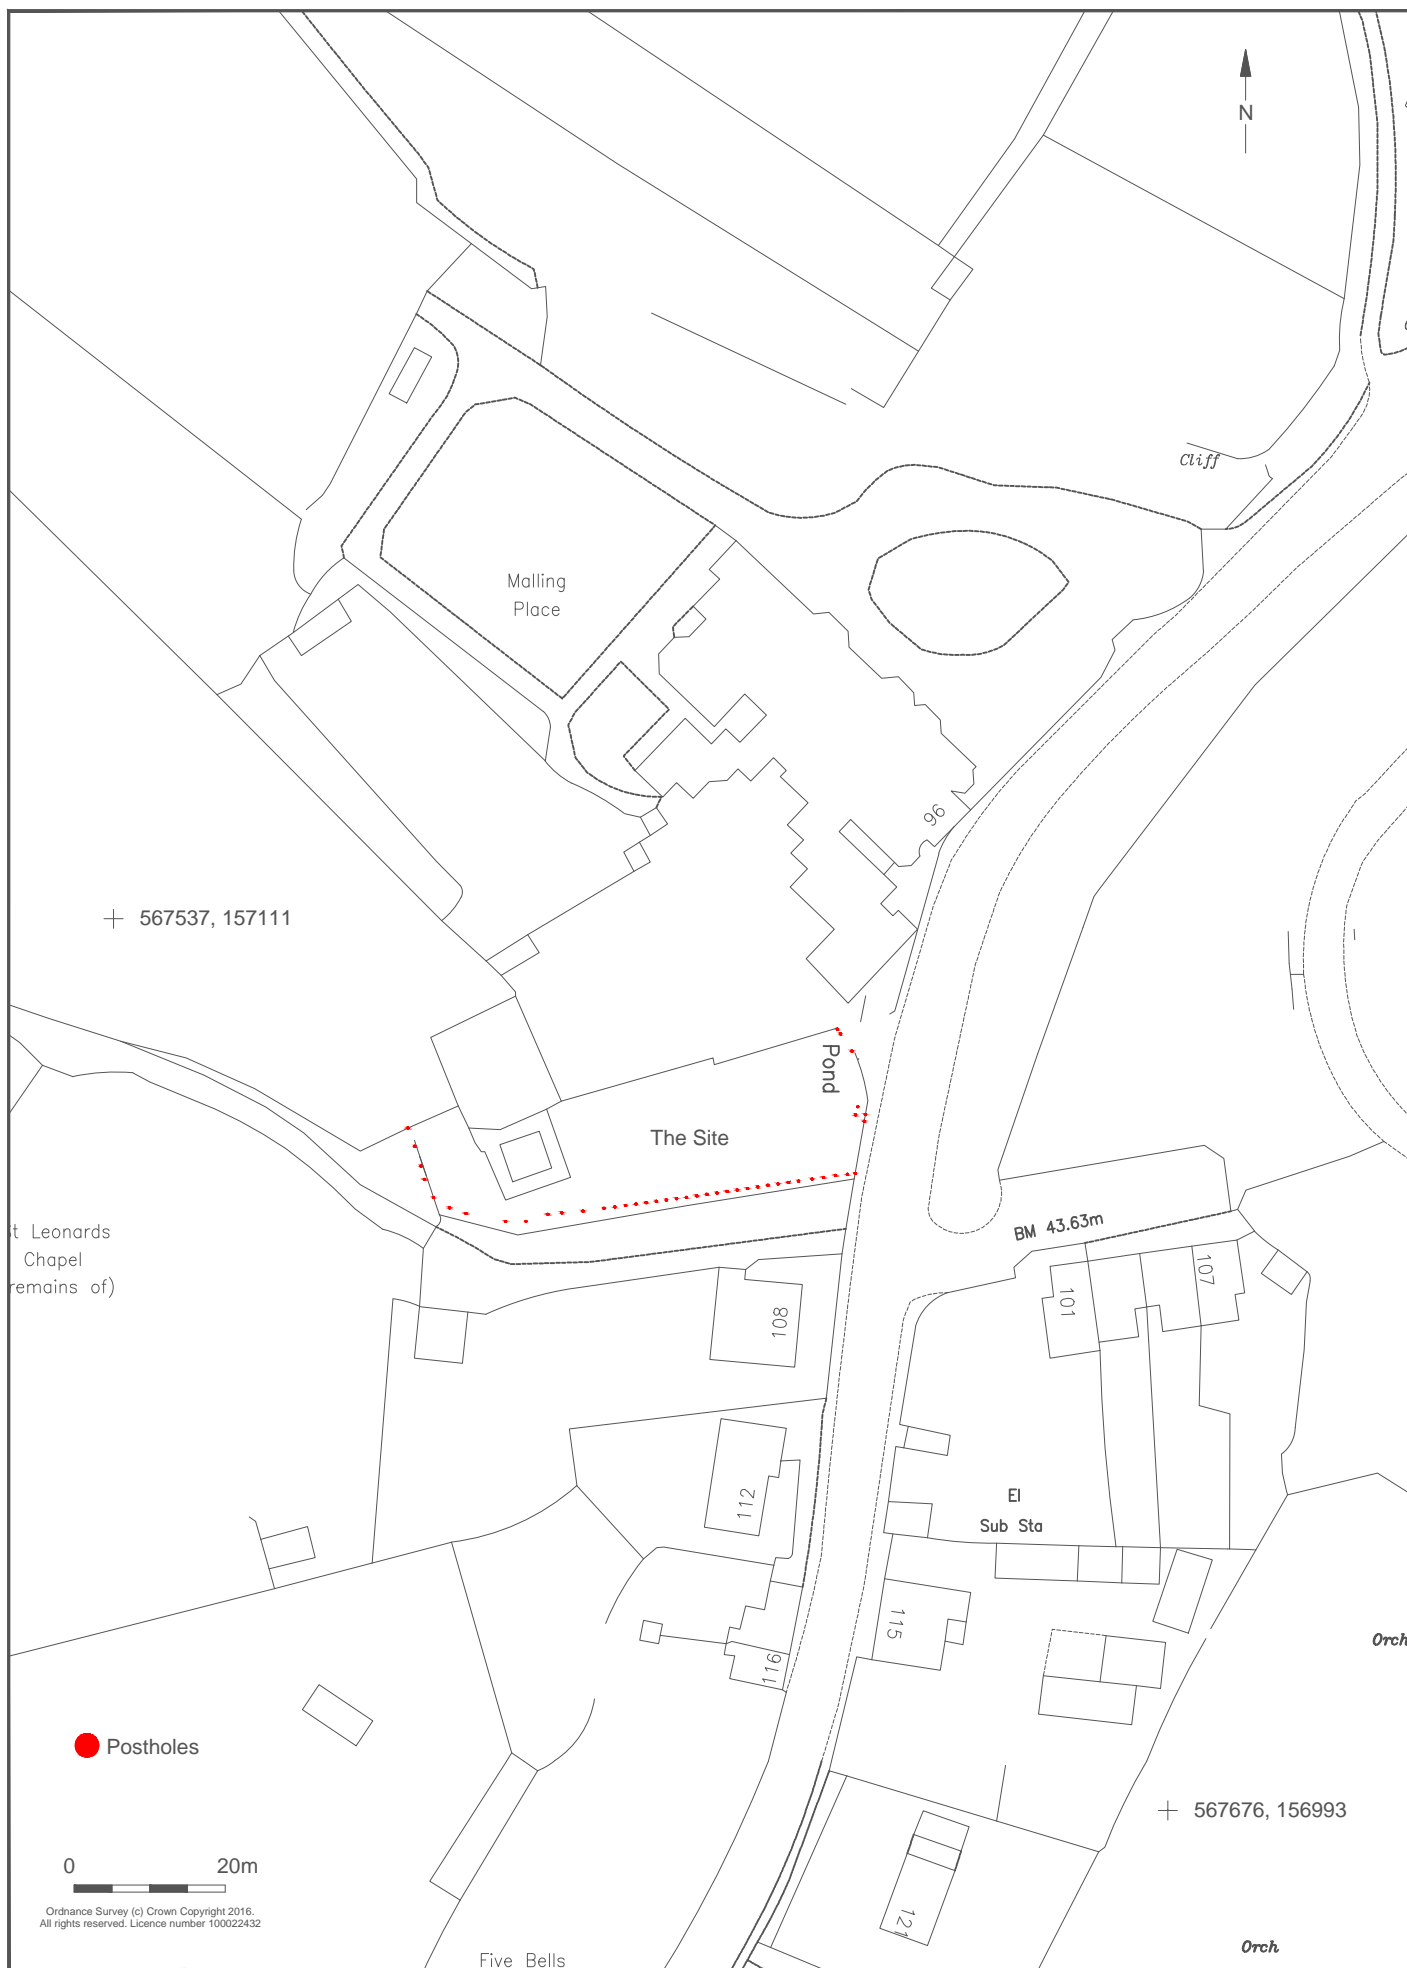 N
Cliff
Malling
Place
96
567537, 157111
Pond
The Site
BM 43.63m
St Leonards
Chapel
remains of)
107
101
108
112
El
Sub Sta
115
116
Orch
Postholes
567676, 156993
0 20m
Ordnance Survey (c) Crown Copyright 2016.
All rights reserved. Licence number 100022432
121
Orch
Five Bells